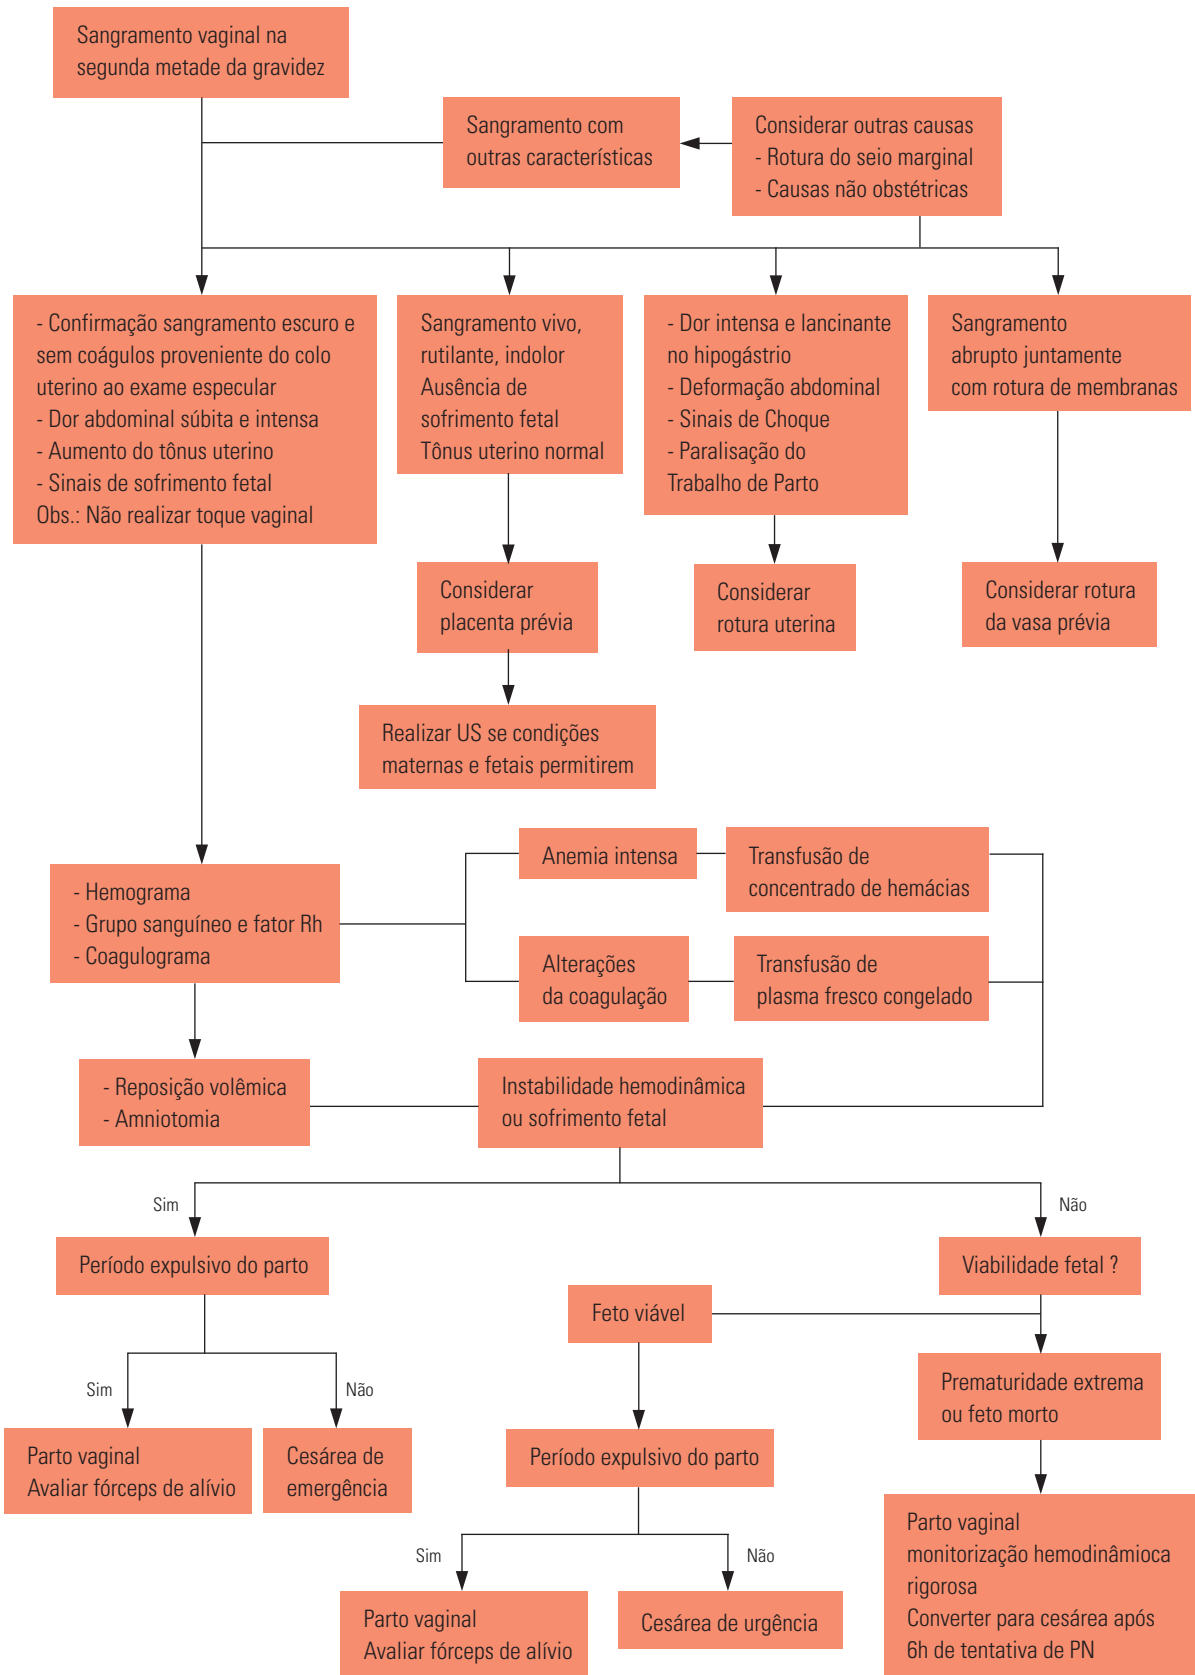 Sangramento vaginal na
segunda metade da gravidez
Sangramento com
outras características
Considerar outras causas
- Rotura do seio marginal
- Causas não obstétricas
- Confirmação sangramento escuro e
sem coágulos proveniente do colo
uterino ao exame especular
- Dor abdominal súbita e intensa
- Aumento do tônus uterino
- Sinais de sofrimento fetal
Obs.: Não realizar toque vaginal
Sangramento vivo,
rutilante, indolor
Ausência de
sofrimento fetal
Tônus uterino normal
- Dor intensa e lancinante
no hipogástrio
- Deformação abdominal
- Sinais de Choque
- Paralisação do
Trabalho de Parto
Sangramento
abrupto juntamente
com rotura de membranas
Considerar
placenta prévia
Considerar
rotura uterina
Considerar rotura
da vasa prévia
Realizar US se condições
maternas e fetais permitirem
- Hemograma
- Grupo sanguíneo e fator Rh
- Coagulograma
Anemia intensa
Transfusão de
concentrado de hemácias
Alterações
da coagulação
Transfusão de
plasma fresco congelado
- Reposição volêmica
- Amniotomia
Instabilidade hemodinâmica
ou sofrimento fetal
Sim
Não
Período expulsivo do parto
Viabilidade fetal ?
Feto viável
Sim
Não
Prematuridade extrema
ou feto morto
Parto vaginal
Avaliar fórceps de alívio
Cesárea de
emergência
Período expulsivo do parto
Parto vaginal
monitorização hemodinâmioca
rigorosa
Converter para cesárea após
6h de tentativa de PN
Sim
Não
Parto vaginal
Avaliar fórceps de alívio
Cesárea de urgência